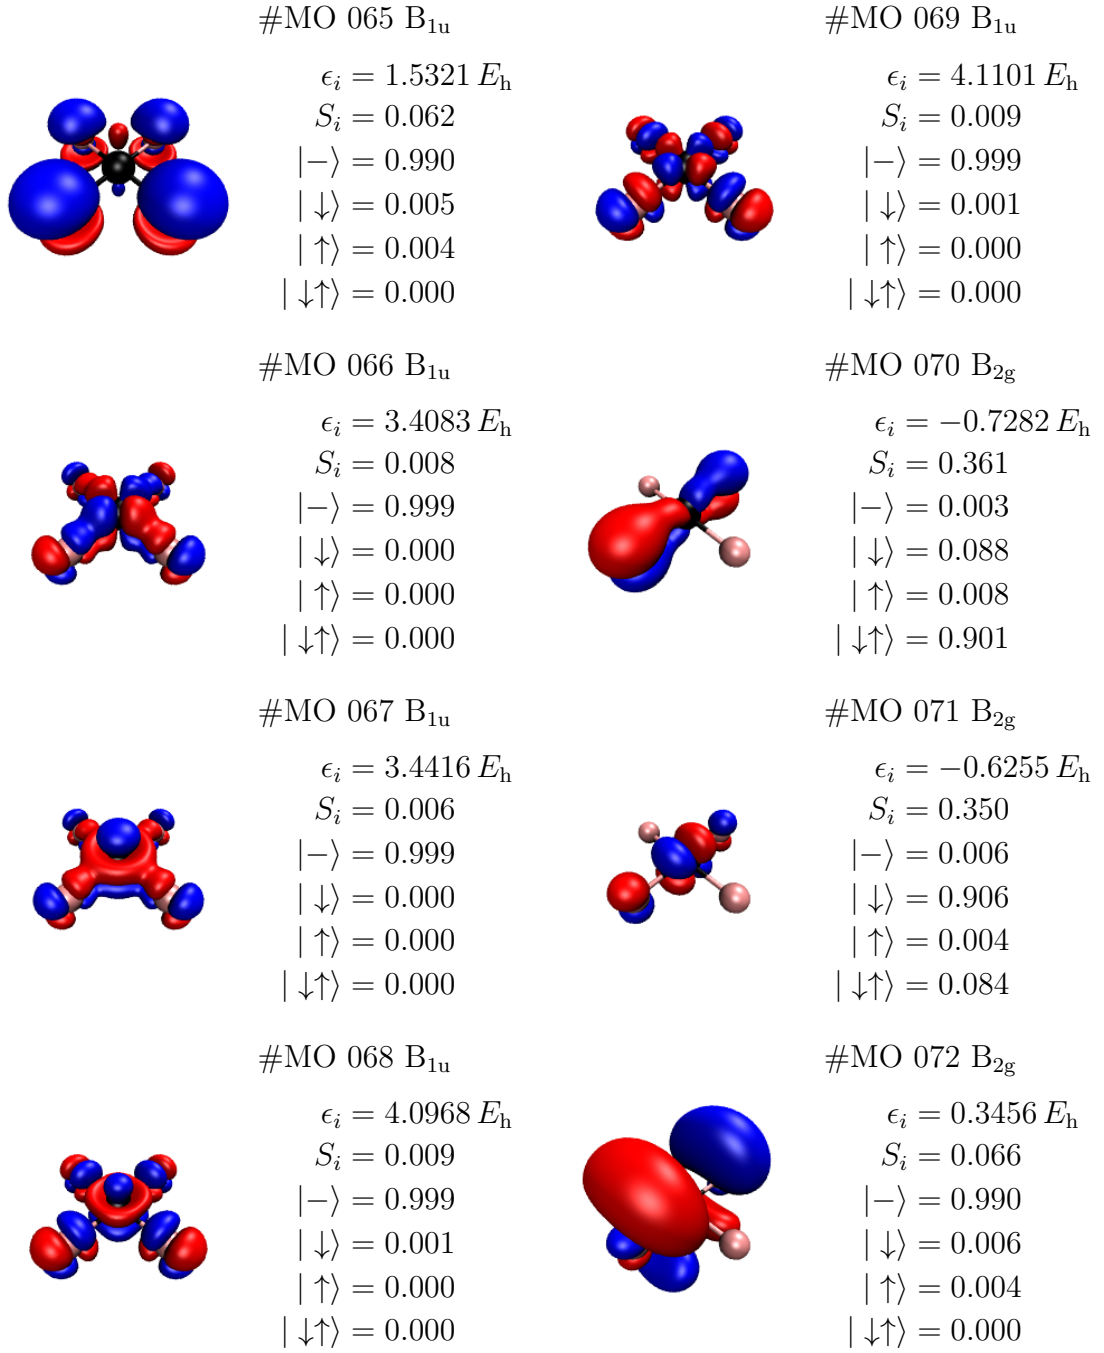 #MO 065 B1u
ϵi = 1.5321 Eh
Si = 0.062
|−⟩ = 0.990
| ↓⟩ = 0.005
| ↑⟩ = 0.004
| ↓↑⟩ = 0.000
#MO 069 B1u
ϵi = 4.1101 Eh
Si = 0.009
|−⟩ = 0.999
| ↓⟩ = 0.001
| ↑⟩ = 0.000
| ↓↑⟩ = 0.000
#MO 066 B1u
ϵi = 3.4083 Eh
Si = 0.008
|−⟩ = 0.999
| ↓⟩ = 0.000
| ↑⟩ = 0.000
| ↓↑⟩ = 0.000
#MO 070 B2g
ϵi = −0.7282 Eh
Si = 0.361
|−⟩ = 0.003
| ↓⟩ = 0.088
| ↑⟩ = 0.008
| ↓↑⟩ = 0.901
#MO 067 B1u
ϵi = 3.4416 Eh
Si = 0.006
|−⟩ = 0.999
| ↓⟩ = 0.000
| ↑⟩ = 0.000
| ↓↑⟩ = 0.000
#MO 071 B2g
ϵi = −0.6255 Eh
Si = 0.350
|−⟩ = 0.006
| ↓⟩ = 0.906
| ↑⟩ = 0.004
| ↓↑⟩ = 0.084
#MO 068 B1u
ϵi = 4.0968 Eh
Si = 0.009
|−⟩ = 0.999
| ↓⟩ = 0.001
| ↑⟩ = 0.000
| ↓↑⟩ = 0.000
#MO 072 B2g
ϵi = 0.3456 Eh
Si = 0.066
|−⟩ = 0.990
| ↓⟩ = 0.006
| ↑⟩ = 0.004
| ↓↑⟩ = 0.000